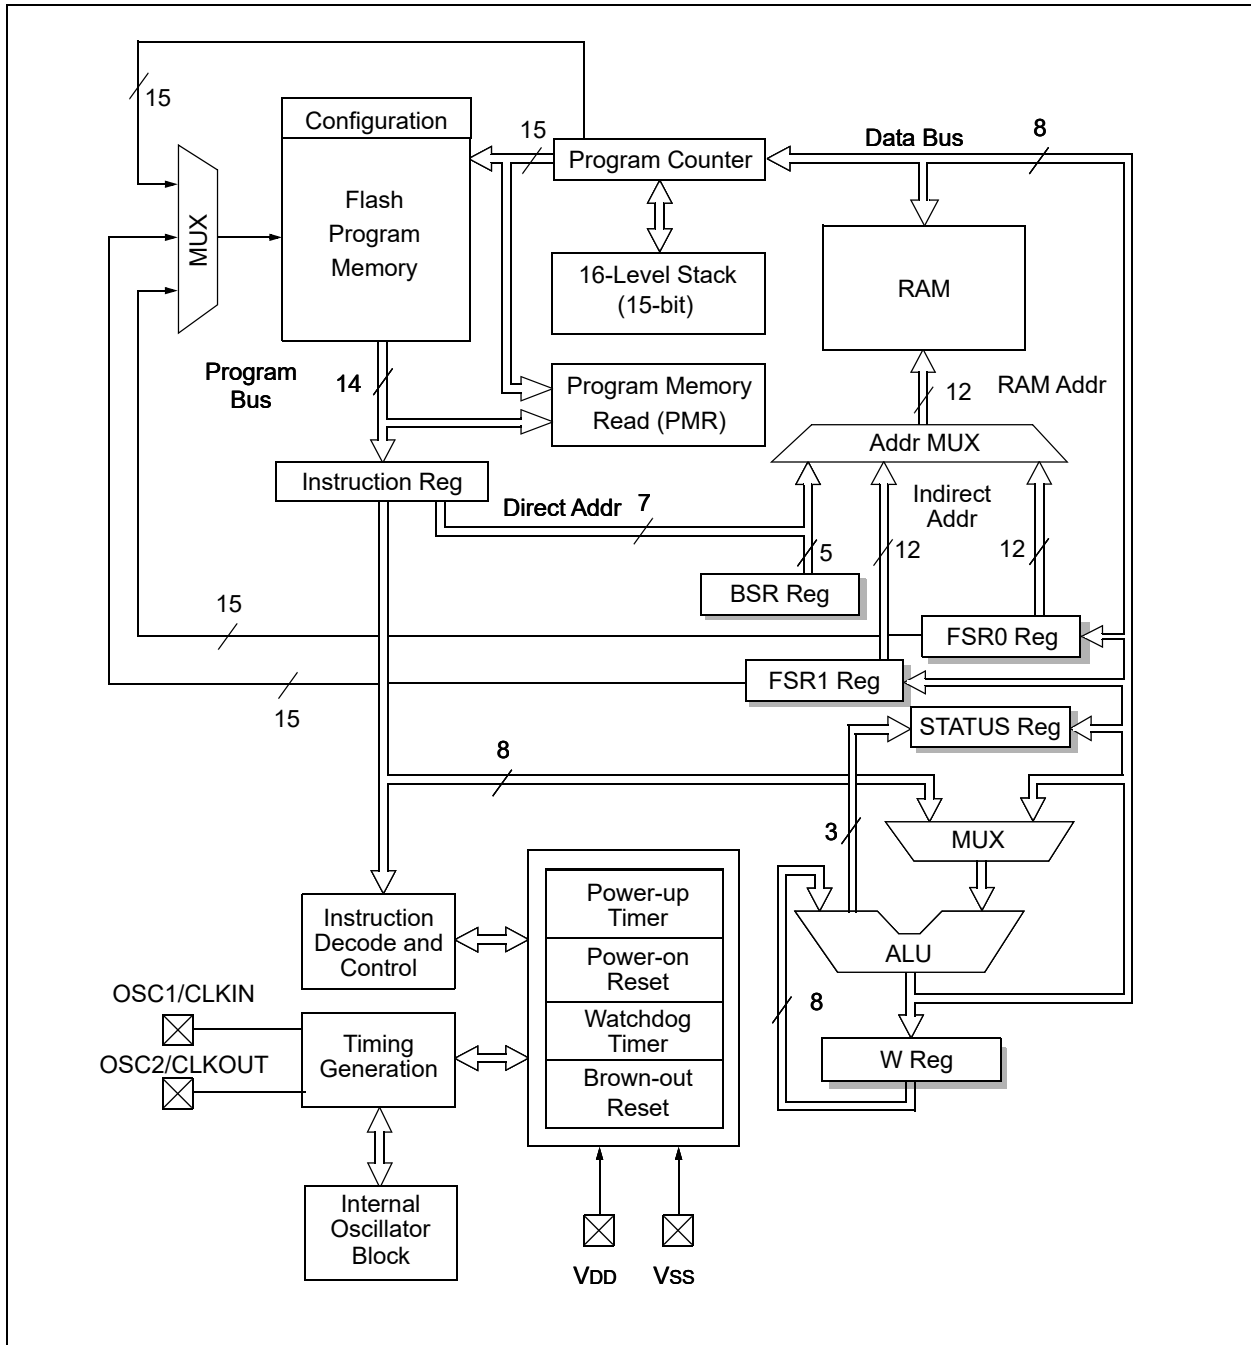 15
Configuration
15
Program Counter
Data Bus
8
MUX
Flash
Program
Memory
16-Level Stack
(15-bit)
RAM
Program
Bus
14
Program Memory
Read (PMR)
12
RAM Addr
Addr MUX
Instruction Reg
Direct Addr
7
Indirect
Addr
5
12
12
BSR Reg
15
FSR0 Reg
FSR1 Reg
15
STATUS Reg
8
3
MUX
Power-up
Timer
Instruction
Decode and
Control
Power-on
Reset
ALU
OSC1/CLKIN
8
Timing
Generation
Watchdog
Timer
W Reg
OSC2/CLKOUT
Brown-out
Reset
Internal
Oscillator
Block
VDD
VSS